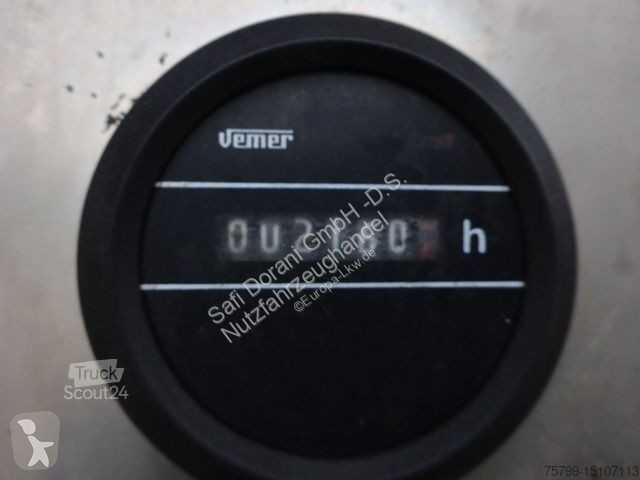 Vemer
h
Safi Dorani GmbH -D.S.
Nutzfahrzeughandel
©Europa-Lkw.de
Truck
Scout24
75799-15107113